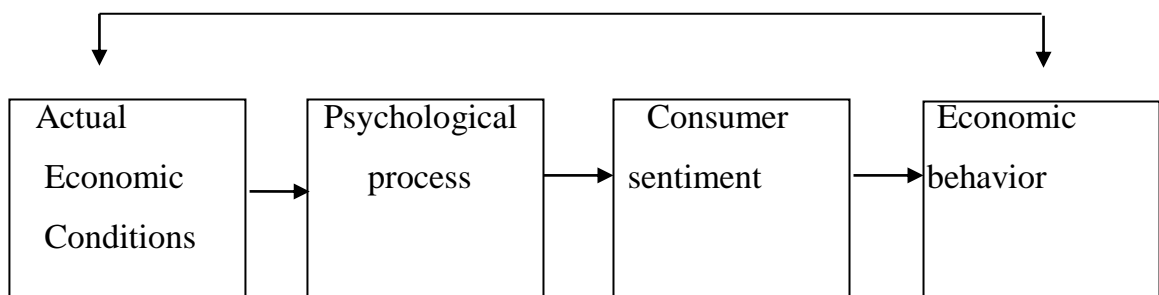 Actual
Economic
Conditions
Psychological
process
Consumer
sentiment
Economic
behavior